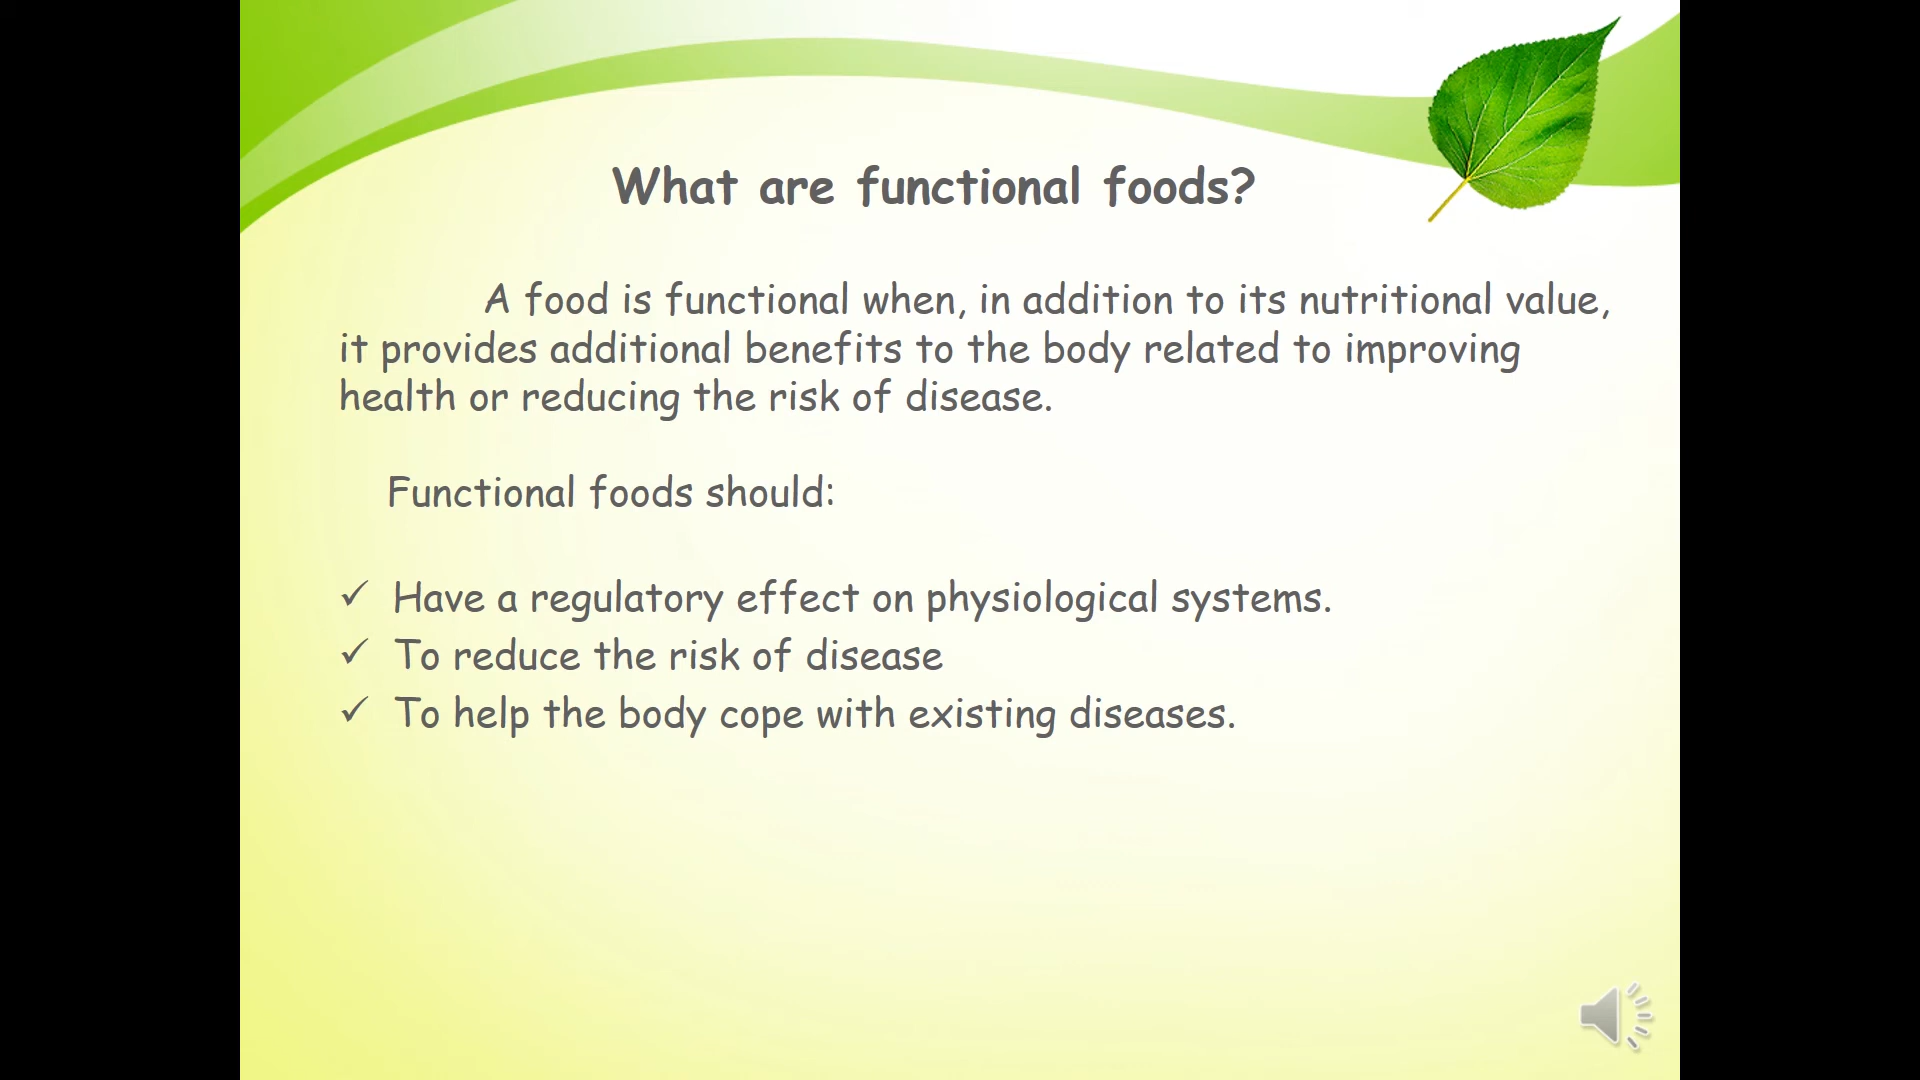 What are functional foods?
A food is functional when, in addition to its nutritional value,
it provides additional benefits to the body related to improving
health or reducing the risk of disease.
Functional foods should:
✓ Have a regulatory effect on physiological systems.
✓ To reduce the risk of disease
✓ To help the body cope with existing diseases.